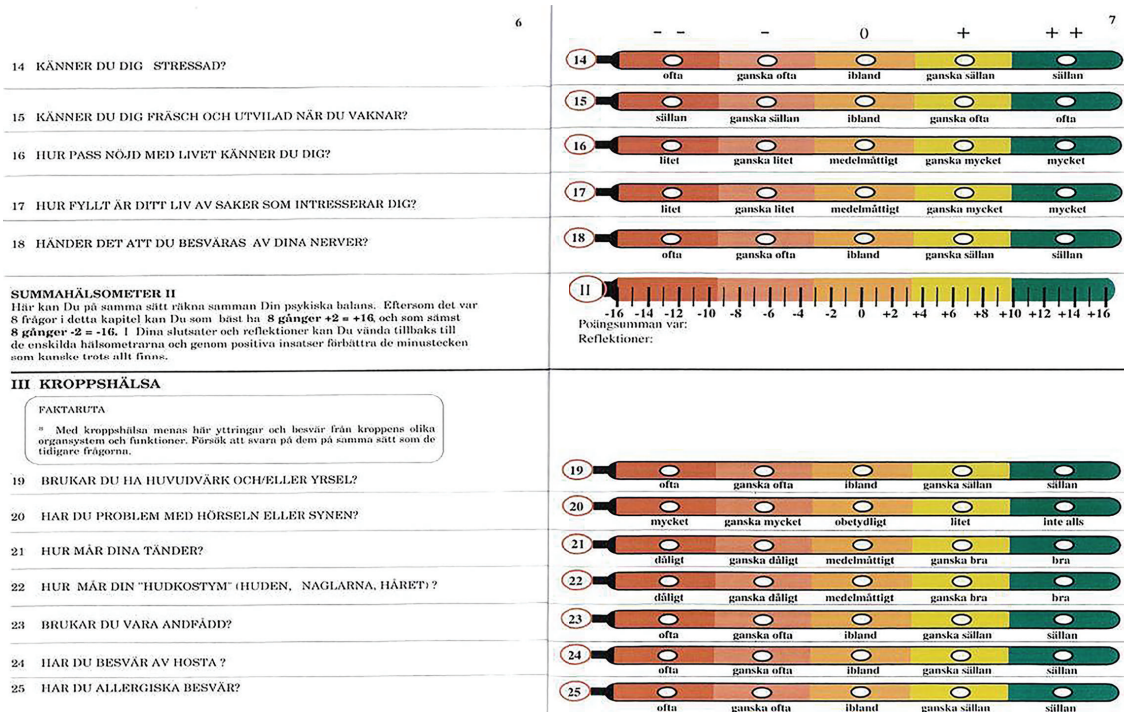 6
14 KÄNNER DU DIG STRESSAD?
15 KÄNNER DU DIG FRÄSCH OCH UTVILAD NÄR DU VAKNAR?
16 HUR PASS NÖJD MED LIVET KÄNNER DU DIG?
17 HUR FYLLT ÄR DITT LIV AV SAKER SOM INTRESSERAR DIG?
18 HÄNDER DET ATT DU BESVÄRAS AV DINA NERVER?
SUMMAHÄLSOMETER II
Här kan Du på samma sätt räkna samman Din psykiska balans. Eftersom det var
8 frågor i detta kapitel kan Du som bäst ha 8 gånger +2 = +16, och som sämst
8 gånger -2 = -16. I Dina slutsater och reflektioner kan Du vända tillbaks till
de enskilda hälsometrarna och genom positiva insatser förbättra de minustecken
som kanske trots allt finns.
III KROPPSHÄLSA
FAKTARUTA
" Med kroppshälsa menas här yttringar och besvär från kroppens olika
organsystem och funktioner. Försök att svara på dem på samma sätt som de
tidigare frågorna.
19 BRUKAR DU HA HUVUDVÄRK OCH/ELLER YRSEL?
20 HAR DU PROBLEM MED HÖRSELN ELLER SYNEN?
21 HUR MÅR DINA TÄNDER?
22 HUR MÅR DIN "HUDKOSTYM" (HUDEN, NAGLARNA, HÅRET) ?
23 BRUKAR DU VARA ANDFÅDD?
24 HAR DU BESVÄR AV HOSTA ?
25 HAR DU ALLERGISKA BESVÄR?
7
- - - 0 + + +
14
ofta ganska ofta ibland ganska sällan sällan
15
sällan ganska sällan ibland ganska ofta ofta
16
litet ganska litet medelmåttigt ganska mycket mycket
17
litet ganska litet medelmåttigt ganska mycket mycket
18
ofta ganska ofta ibland ganska sällan sällan
II
-16 -14 -12 -10 -8 -6 -4 -2 0 +2 +4 +6 +8 +10 +12 +14 +16
Poängsumman var:
Reflektioner:
19
ofta ganska ofta ibland ganska sällan sällan
20
mycket ganska mycket obetydligt litet inte alls
21
dåligt ganska dåligt medelmåttigt ganska bra bra
22
dåligt ganska dåligt medelmåttigt ganska bra bra
23
ofta ganska ofta ibland ganska sällan sällan
24
ofta ganska ofta ibland ganska sällan sällan
25
ofta ganska ofta ibland ganska sällan sällan